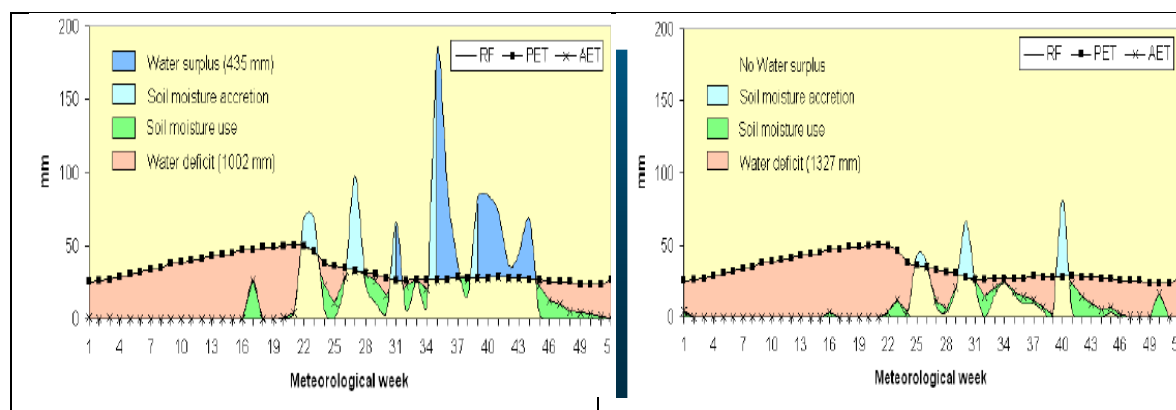 200
150
100
50
0
mm
Water surplus (435 mm)
Soil moisture accretion
Soil moisture use
Water deficit (1002 mm)
RF PET AET
1 4 7 10 13 16 19 22 25 28 31 34 37 40 43 46 49 5
Meteorological week
200
150
100
50
0
mm
No Water surplus
Soil moisture accretion
Soil moisture use
Water deficit (1327 mm)
RF PET AET
1 4 7 10 13 16 19 22 25 28 31 34 37 40 43 46 49 5
Meteorological week